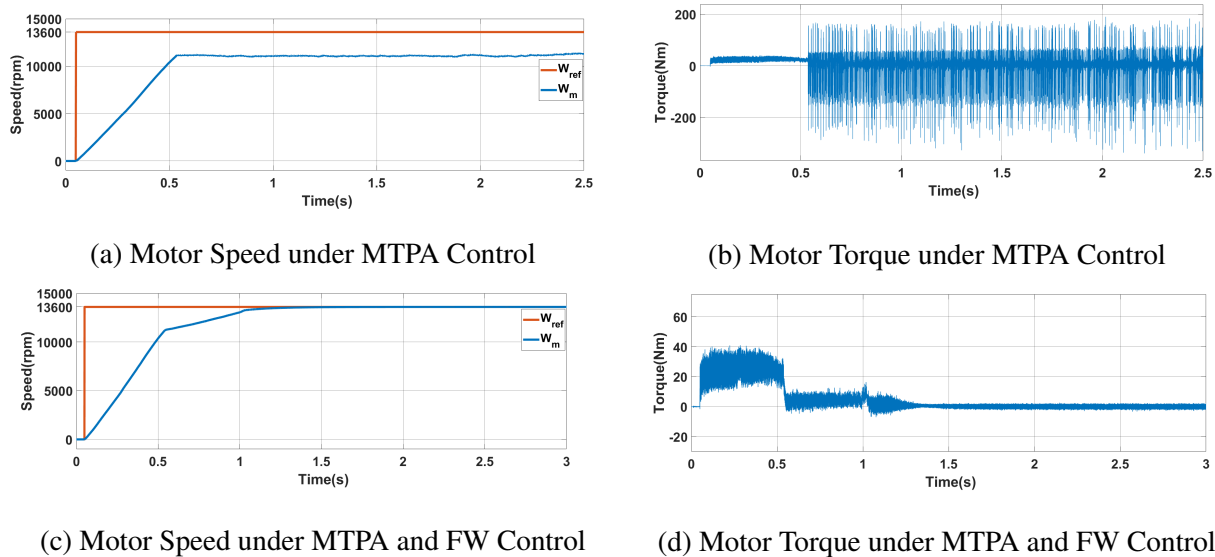 15000
13600
10000
5000
0
Speed(rpm)
W_ref
W_m
0 0.5 1 1.5 2 2.5
Time(s)
(a) Motor Speed under MTPA Control
200
0
-200
Torque(Nm)
0 0.5 1 1.5 2 2.5
Time(s)
(b) Motor Torque under MTPA Control
15000
13600
10000
5000
0
Speed(rpm)
W_ref
W_m
0 0.5 1 1.5 2 2.5 3
Time(s)
(c) Motor Speed under MTPA and FW Control
60
40
20
0
-20
Torque(Nm)
0 0.5 1 1.5 2 2.5 3
Time(s)
(d) Motor Torque under MTPA and FW Control